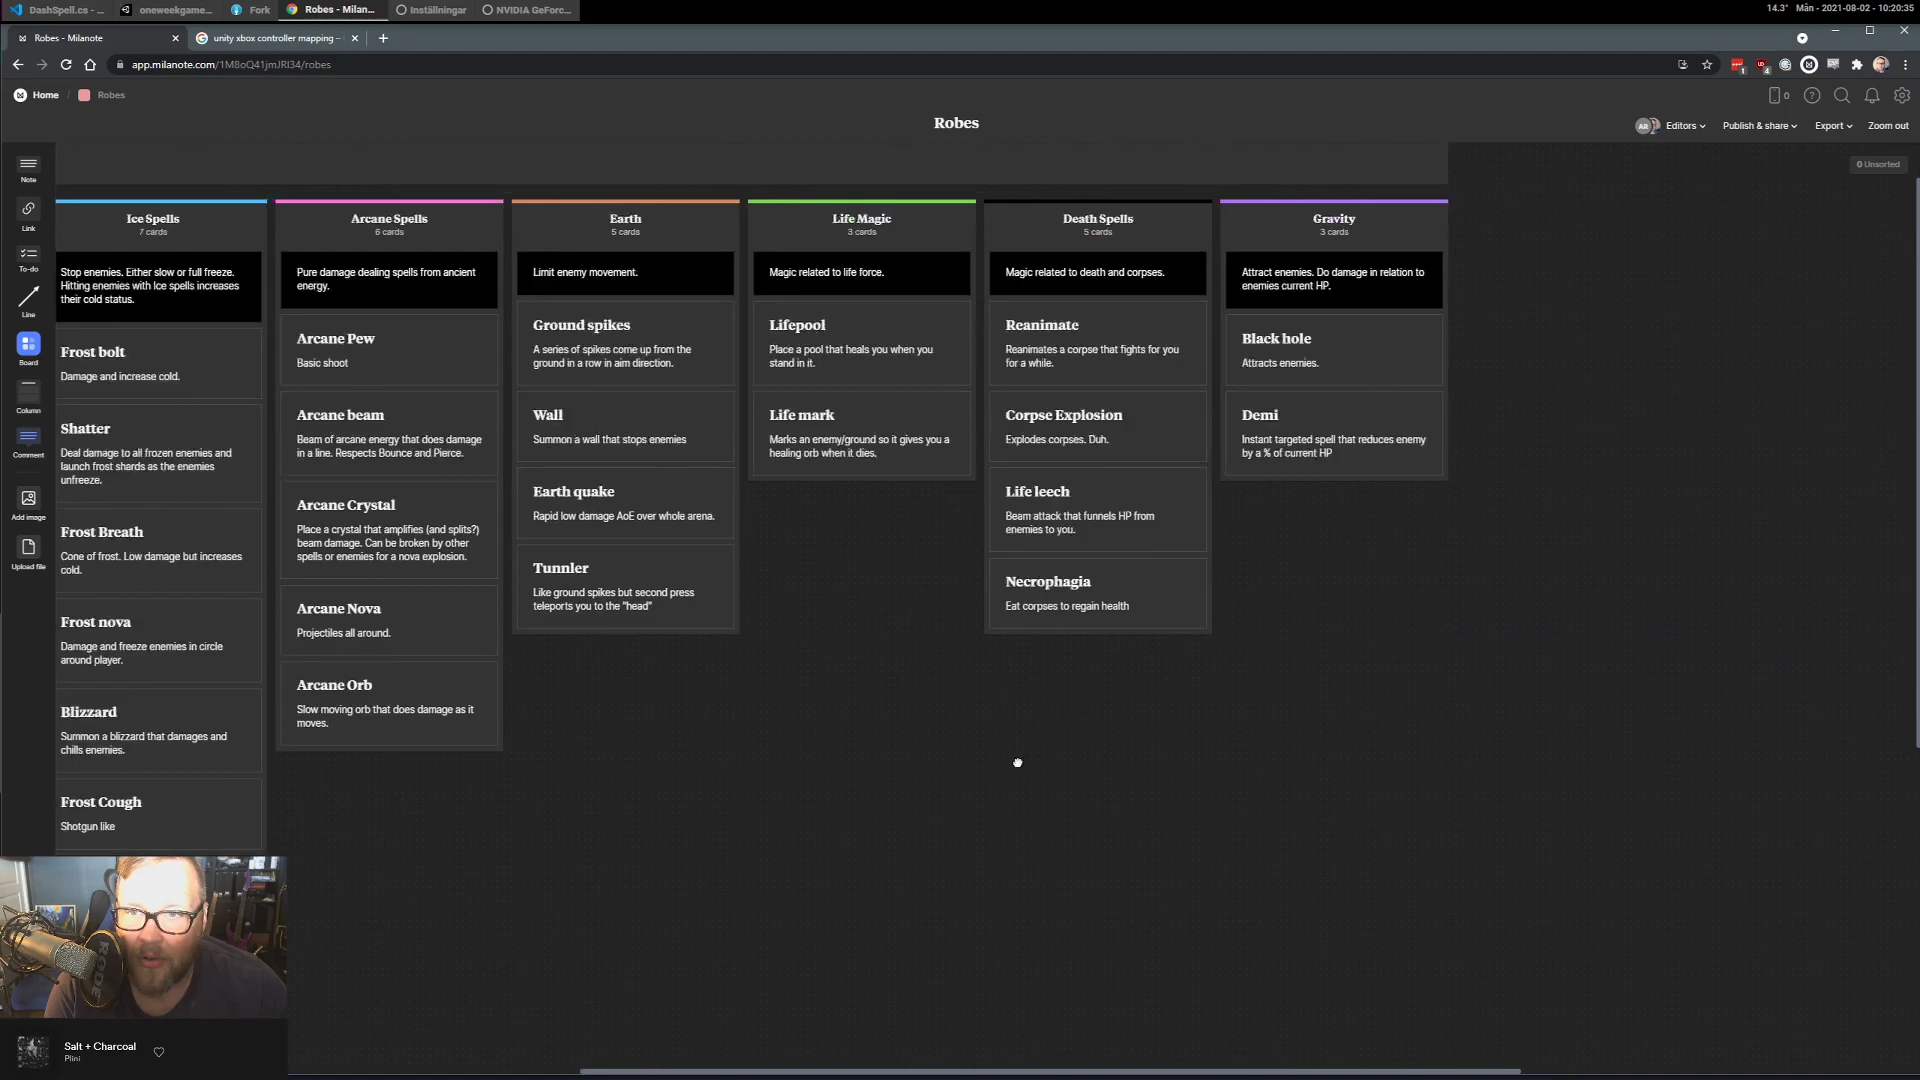 DashSpell.cs - ...
oneweekgame...
Fork
Robes - Milan...
Inställningar
NVIDIA GeForc...
14.3° Mån - 2021-08-02 - 10:20:35
Robes - Milanote
unity xbox controller mapping -
app.milanote.com/1M8oQ41jmJRI34/robes
1
4
Home / Robes
0
Robes
AR
Editors
Publish & share
Export
Zoom out
0 Unsorted
Note
Link
To-do
Line
Board
Column
Comment
Add image
Upload file
Ice Spells
7 cards
Stop enemies. Either slow or full freeze.
Hitting enemies with Ice spells increases
their cold status.
Frost bolt
Damage and increase cold.
Shatter
Deal damage to all frozen enemies and
launch frost shards as the enemies
unfreeze.
Frost Breath
Cone of frost. Low damage but increases
cold.
Frost nova
Damage and freeze enemies in circle
around player.
Blizzard
Summon a blizzard that damages and
chills enemies.
Frost Cough
Shotgun like
Arcane Spells
6 cards
Pure damage dealing spells from ancient
energy.
Arcane Pew
Basic shoot
Arcane beam
Beam of arcane energy that does damage
in a line. Respects Bounce and Pierce.
Arcane Crystal
Place a crystal that amplifies (and splits?)
beam damage. Can be broken by other
spells or enemies for a nova explosion.
Arcane Nova
Projectiles all around.
Arcane Orb
Slow moving orb that does damage as it
moves.
Earth
5 cards
Limit enemy movement.
Ground spikes
A series of spikes come up from the
ground in a row in aim direction.
Wall
Summon a wall that stops enemies
Earth quake
Rapid low damage AoE over whole arena.
Tunnler
Like ground spikes but second press
teleports you to the "head"
Life Magic
3 cards
Magic related to life force.
Lifepool
Place a pool that heals you when you
stand in it.
Life mark
Marks an enemy/ground so it gives you a
healing orb when it dies.
Death Spells
5 cards
Magic related to death and corpses.
Reanimate
Reanimates a corpse that fights for you
for a while.
Corpse Explosion
Explodes corpses. Duh.
Life leech
Beam attack that funnels HP from
enemies to you.
Necrophagia
Eat corpses to regain health
Gravity
3 cards
Attract enemies. Do damage in relation to
enemies current HP.
Black hole
Attracts enemies.
Demi
Instant targeted spell that reduces enemy
by a % of current HP
RODE
Salt + Charcoal
Plini